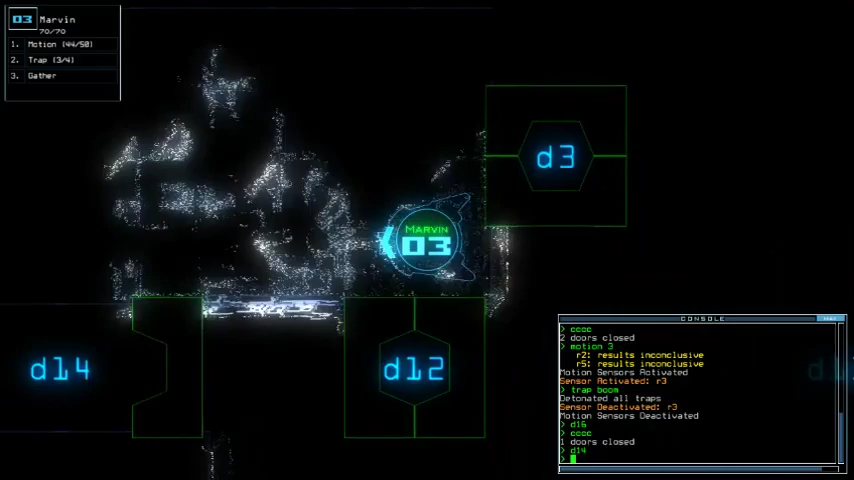 03 Marvin
70/70
1. Motion (44/50)
2. Trap (3/4)
3. Gather
d3
MARVIN
03
d14
d12
CONSOLE
> cccc
2 doors closed
> motion 3
r2: results inconclusive
r5: results inconclusive
Motion Sensors Activated
Sensor Activated: r3
> trap boom
Detonated all traps
Sensor Deactivated: r3
Motion Sensors Deactivated
> d16
> cccc
1 doors closed
> d14
>